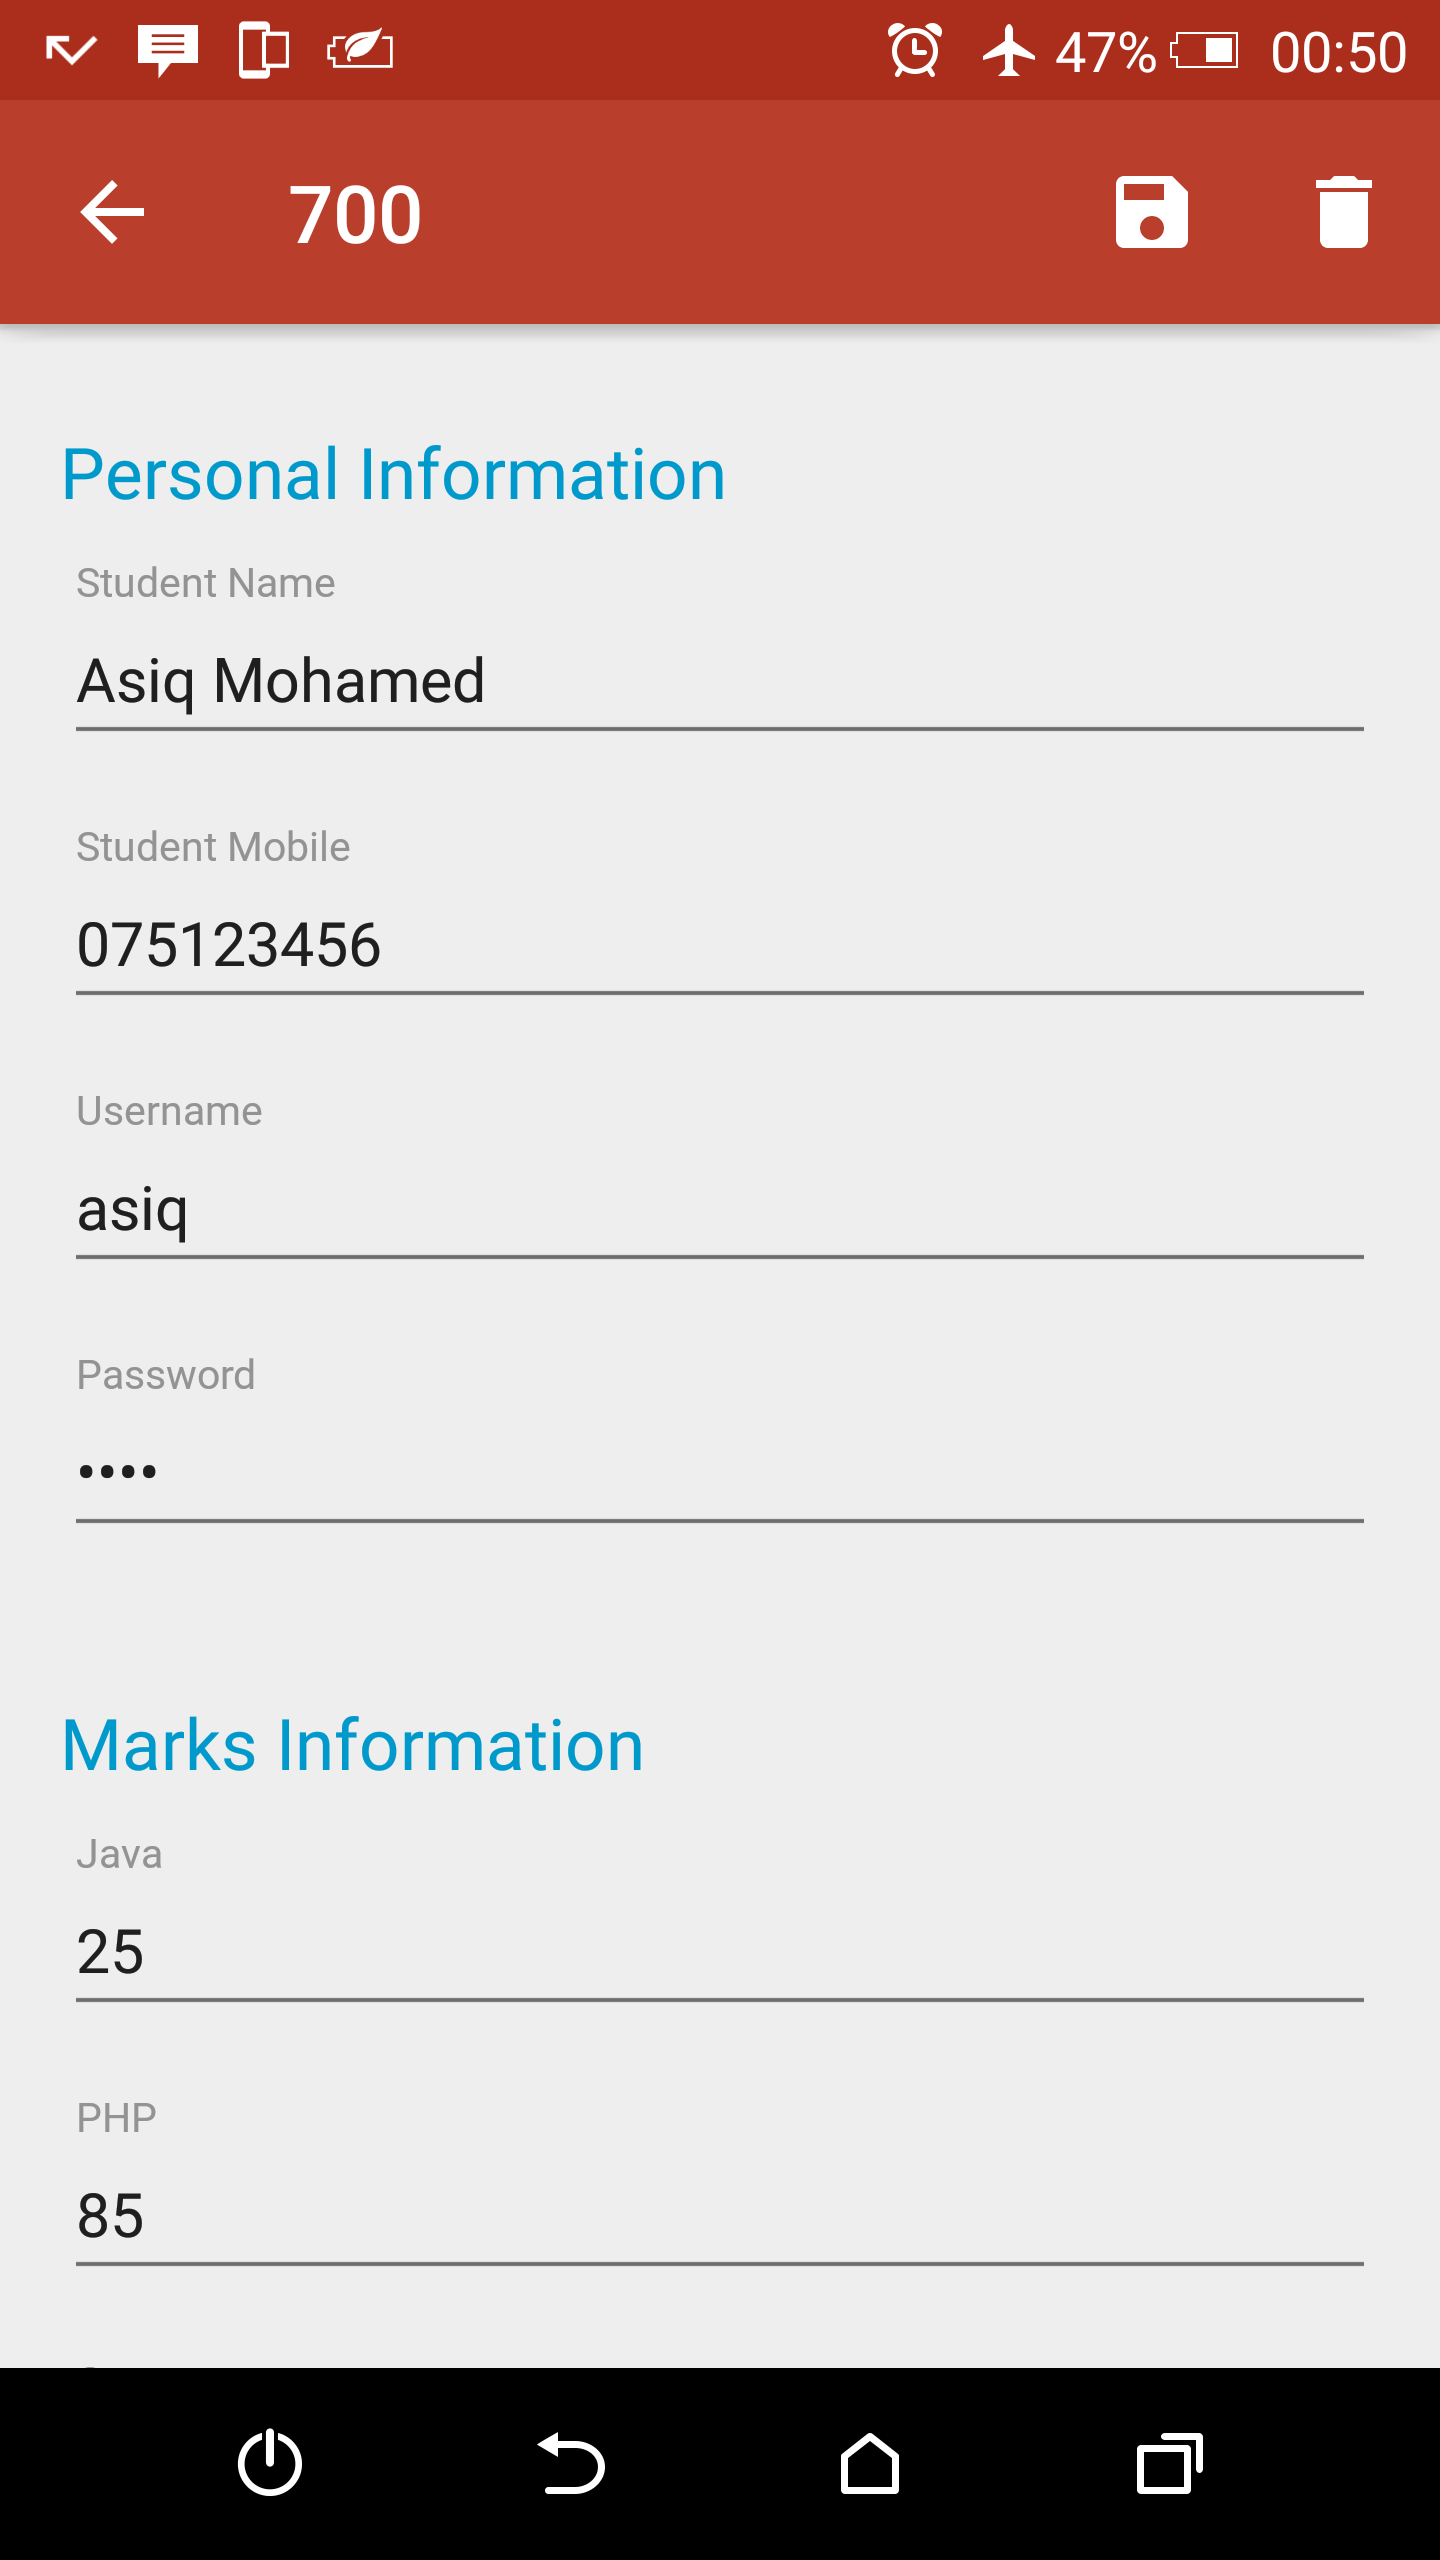 47% 00:50
700
Personal Information
Student Name
Asiq Mohamed
Student Mobile
075123456
Username
asiq
Password
••••
Marks Information
Java
25
PHP
85